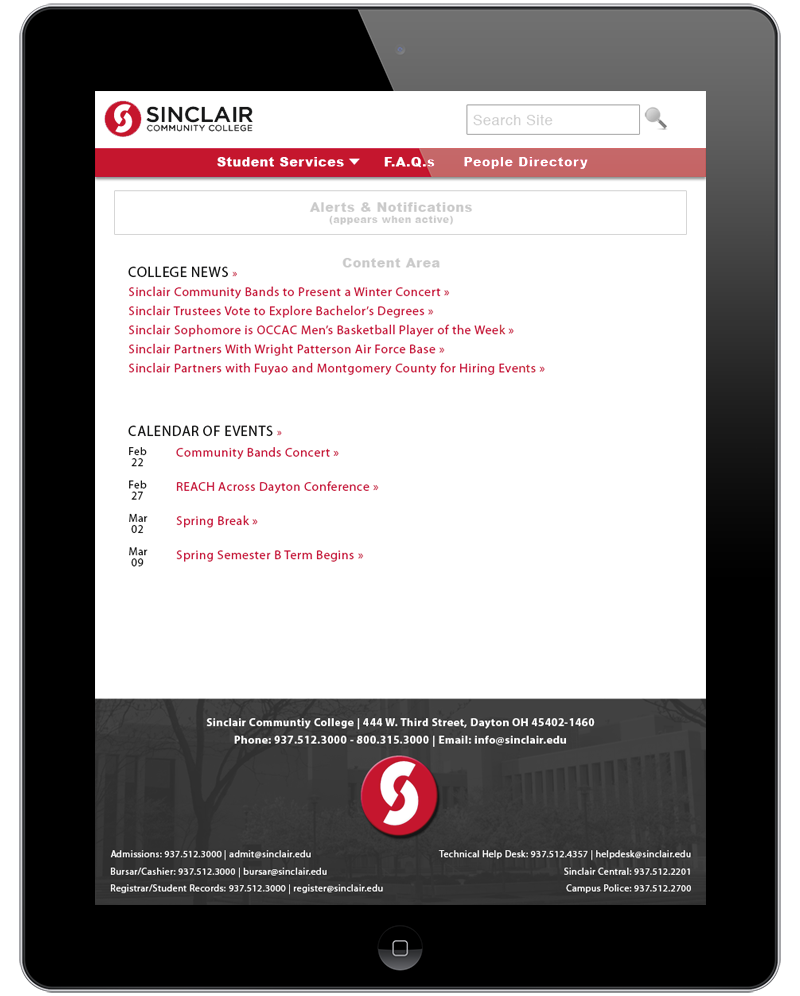 SINCLAIR
COMMUNITY COLLEGE
Search Site
Student Services F.A.Q.s People Directory
Alerts & Notifications
(appears when active)
Content Area
COLLEGE NEWS »
Sinclair Community Bands to Present a Winter Concert »
Sinclair Trustees Vote to Explore Bachelor’s Degrees »
Sinclair Sophomore is OCCAC Men’s Basketball Player of the Week »
Sinclair Partners With Wright Patterson Air Force Base »
Sinclair Partners with Fuyao and Montgomery County for Hiring Events »
CALENDAR OF EVENTS »
Feb
22
Community Bands Concert »
Feb
27
REACH Across Dayton Conference »
Mar
02
Spring Break »
Mar
09
Spring Semester B Term Begins »
Sinclair Communtiy College | 444 W. Third Street, Dayton OH 45402-1460
Phone: 937.512.3000 - 800.315.3000 | Email: info@sinclair.edu
Admissions: 937.512.3000 | admit@sinclair.edu
Bursar/Cashier: 937.512.3000 | bursar@sinclair.edu
Registrar/Student Records: 937.512.3000 | register@sinclair.edu
Technical Help Desk: 937.512.4357 | helpdesk@sinclair.edu
Sinclair Central: 937.512.2201
Campus Police: 937.512.2700